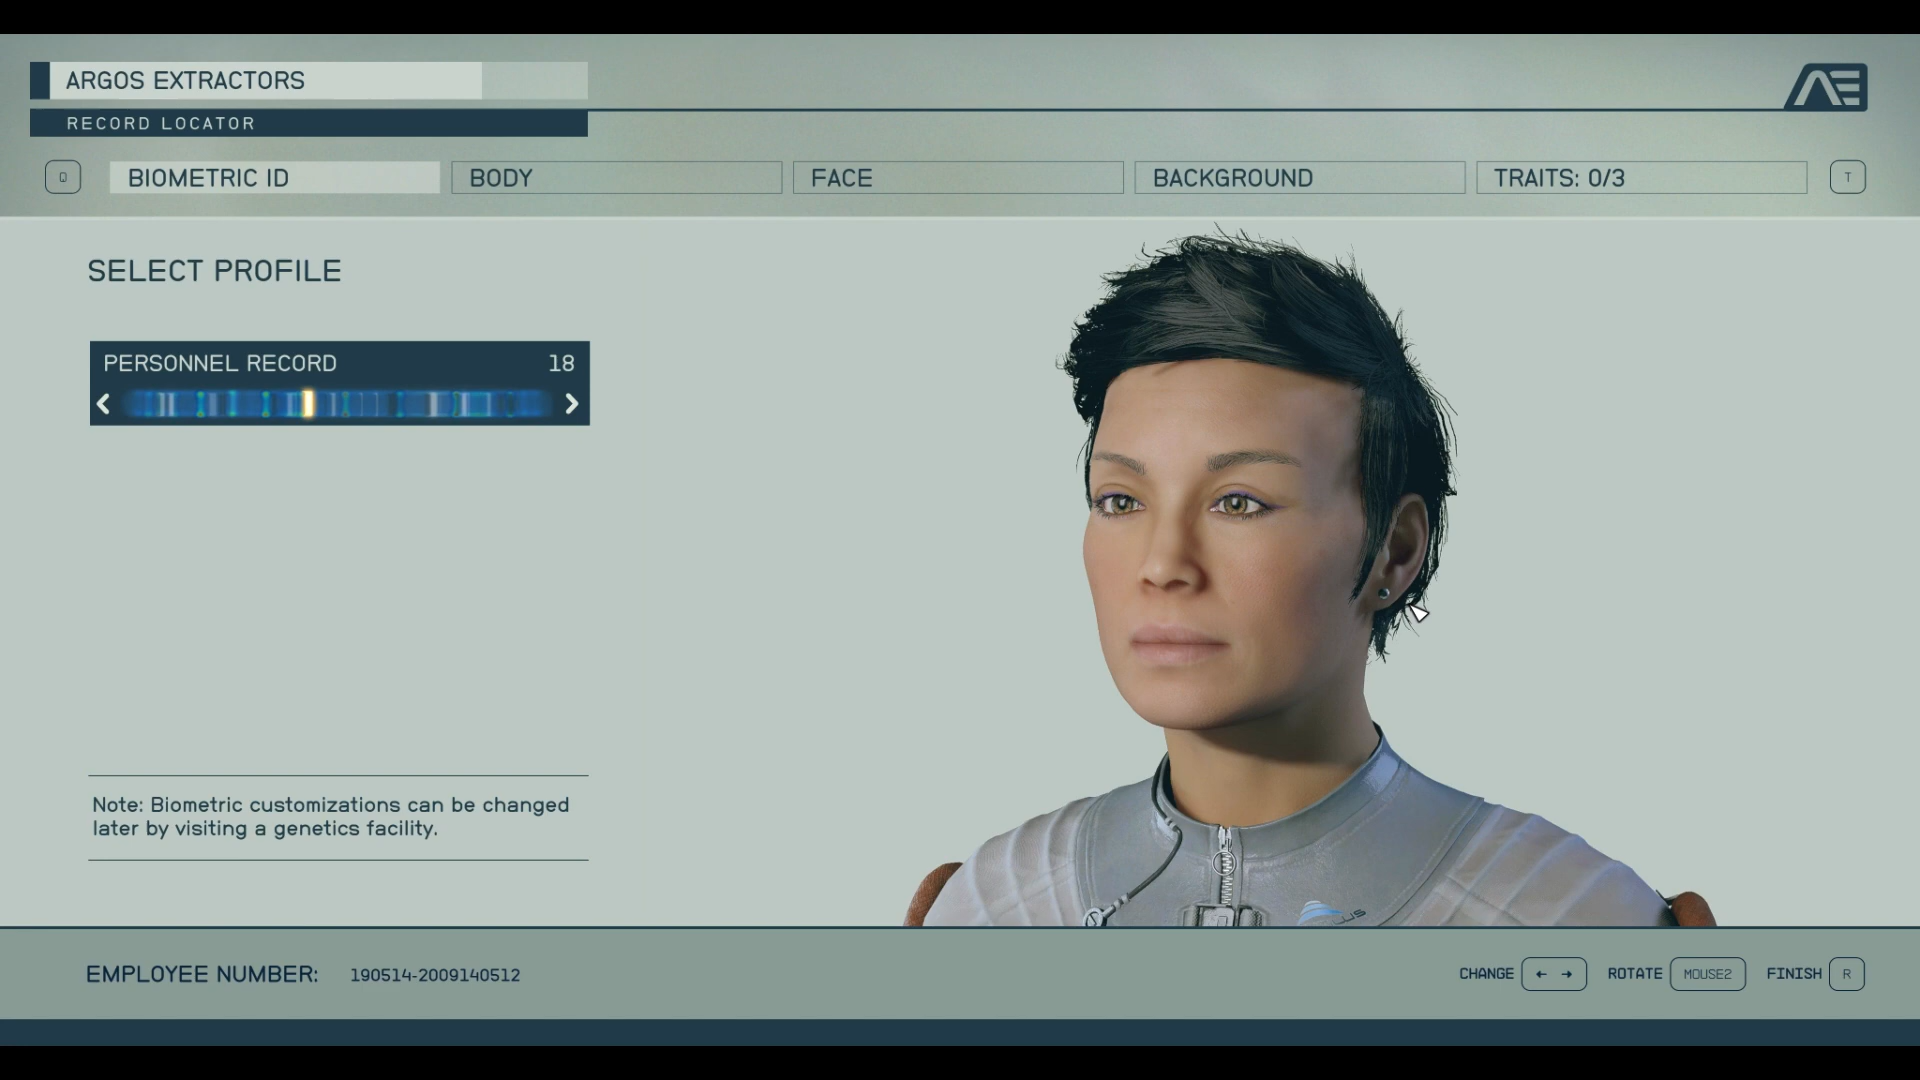 ARGOS EXTRACTORS
RECORD LOCATOR
Q
BIOMETRIC ID
BODY
FACE
BACKGROUND
TRAITS: 0/3
T
SELECT PROFILE
PERSONNEL RECORD 18
Note: Biometric customizations can be changed
later by visiting a genetics facility.
EMPLOYEE NUMBER: 190514-2009140512
CHANGE ← →
ROTATE MOUSE2
FINISH R